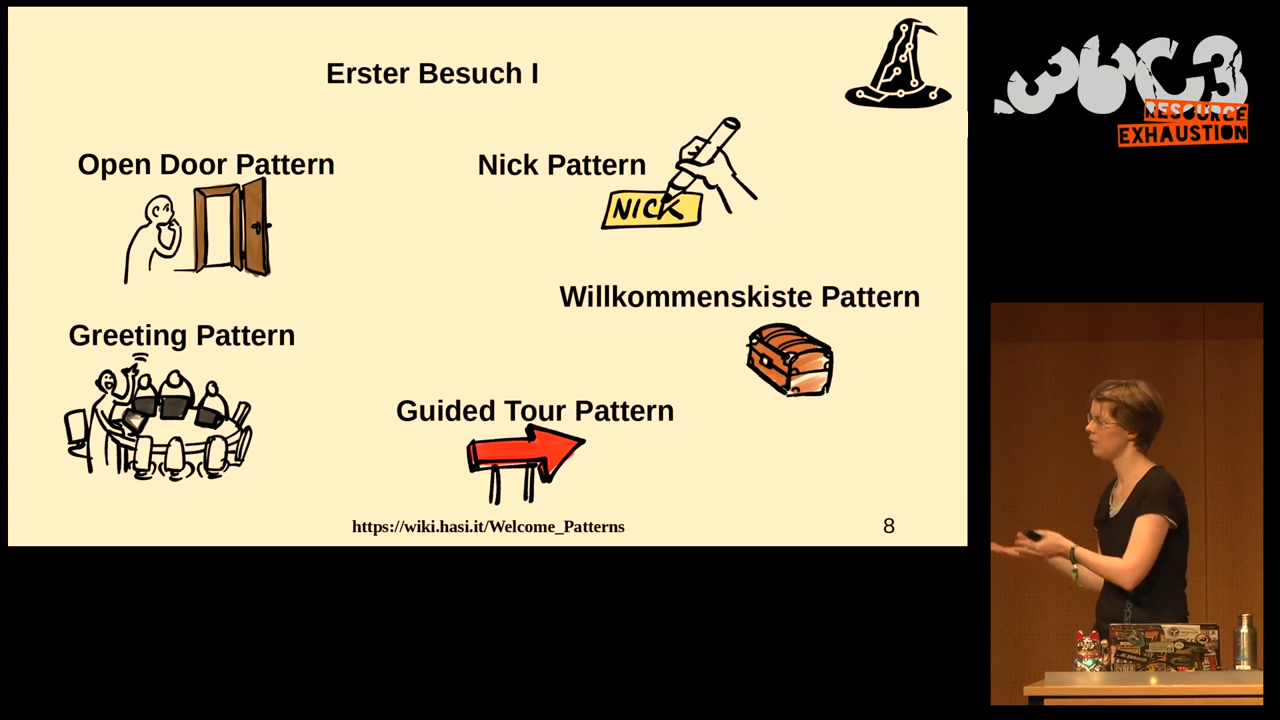 Erster Besuch I
Open Door Pattern
Nick Pattern
NICK
Willkommenskiste Pattern
Greeting Pattern
Guided Tour Pattern
https://wiki.hasi.it/Welcome_Patterns
8
36C3
RESOURCE
EXHAUSTION